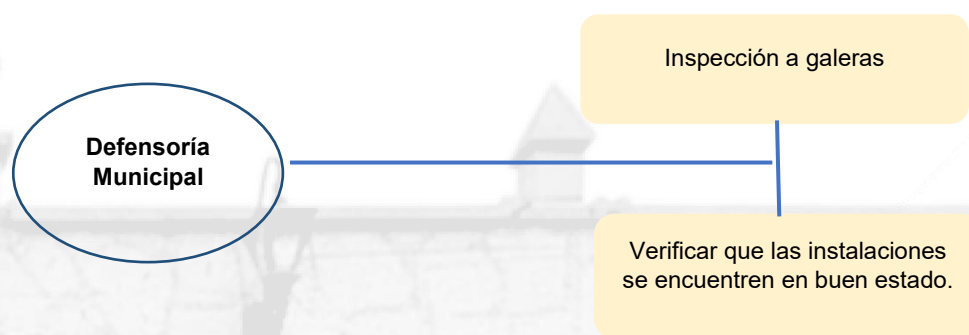 Inspección a galeras
Defensoría
Municipal
Verificar que las instalaciones
se encuentren en buen estado.